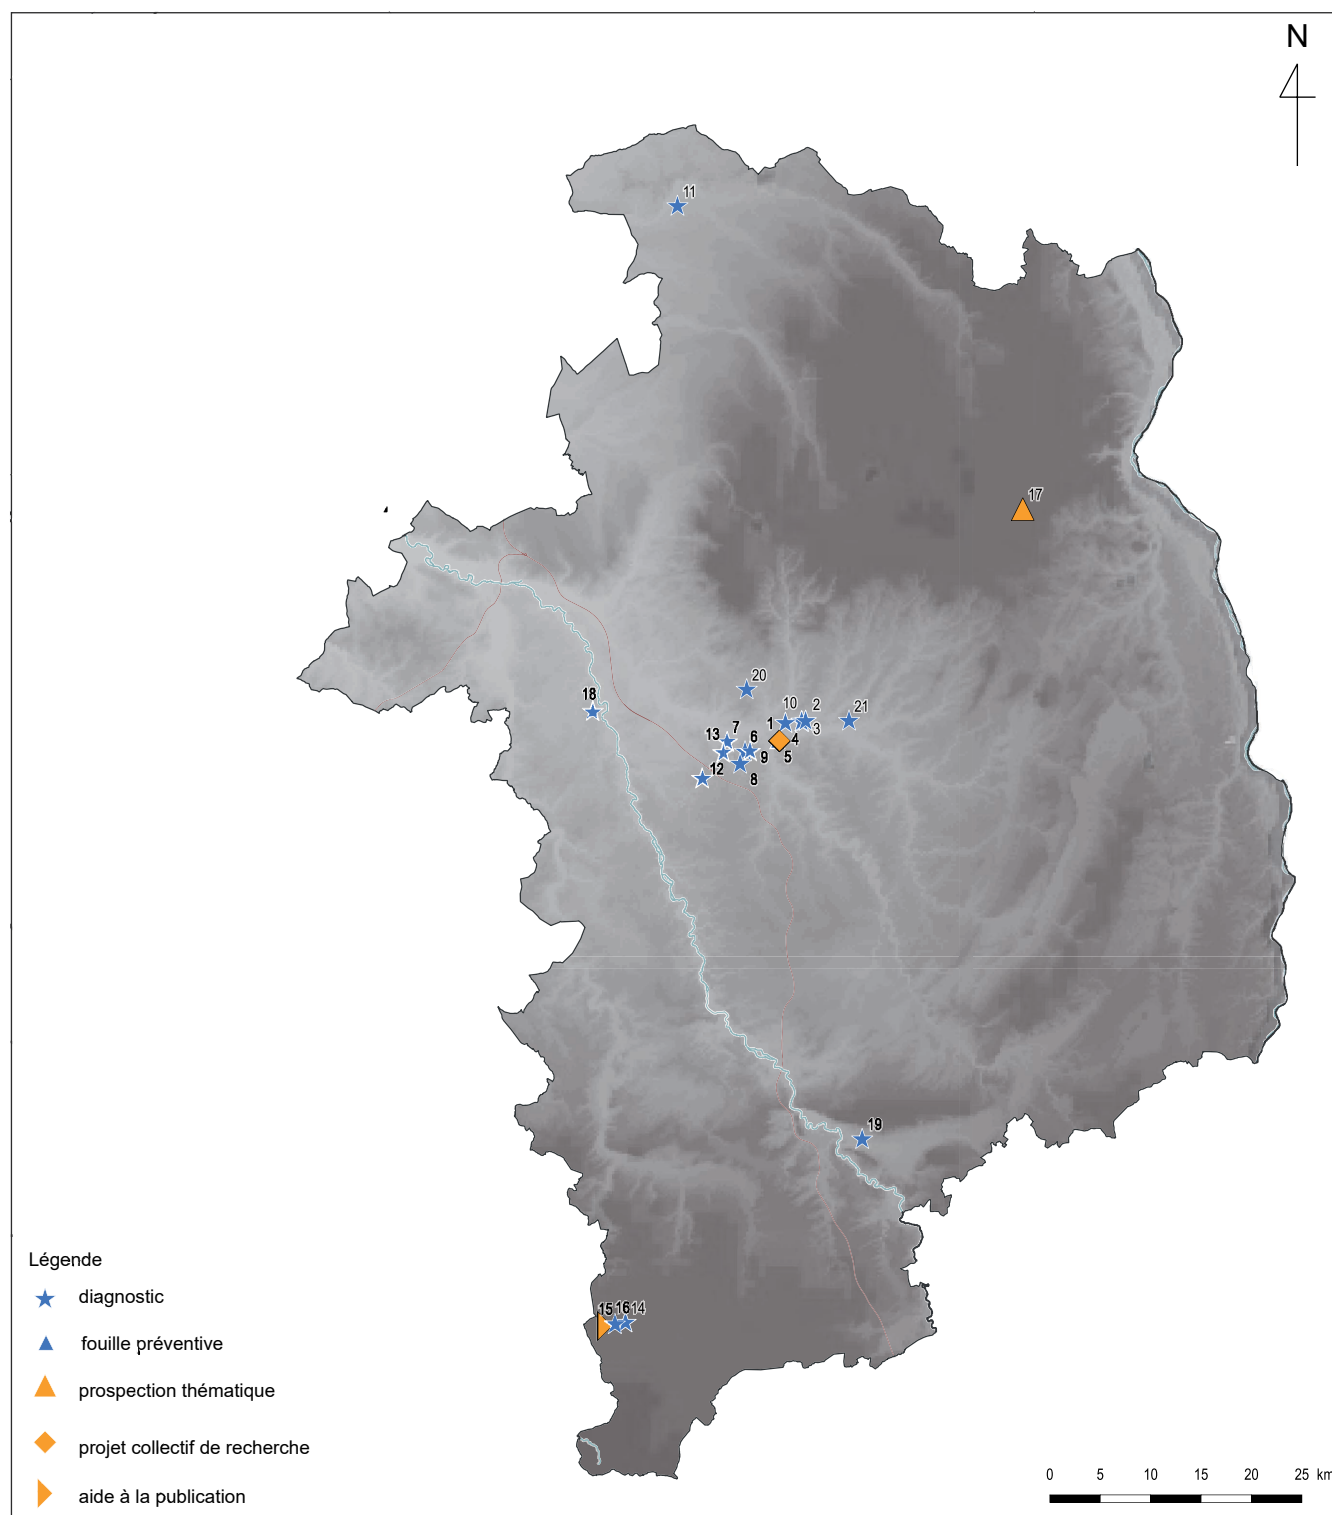 N
11
17
20
18
10
2
21
1
3
7
13
4
6
9
5
12
8
19
15
16
14
Légende
diagnostic
fouille préventive
prospection thématique
projet collectif de recherche
aide à la publication
0 5 10 15 20 25 km